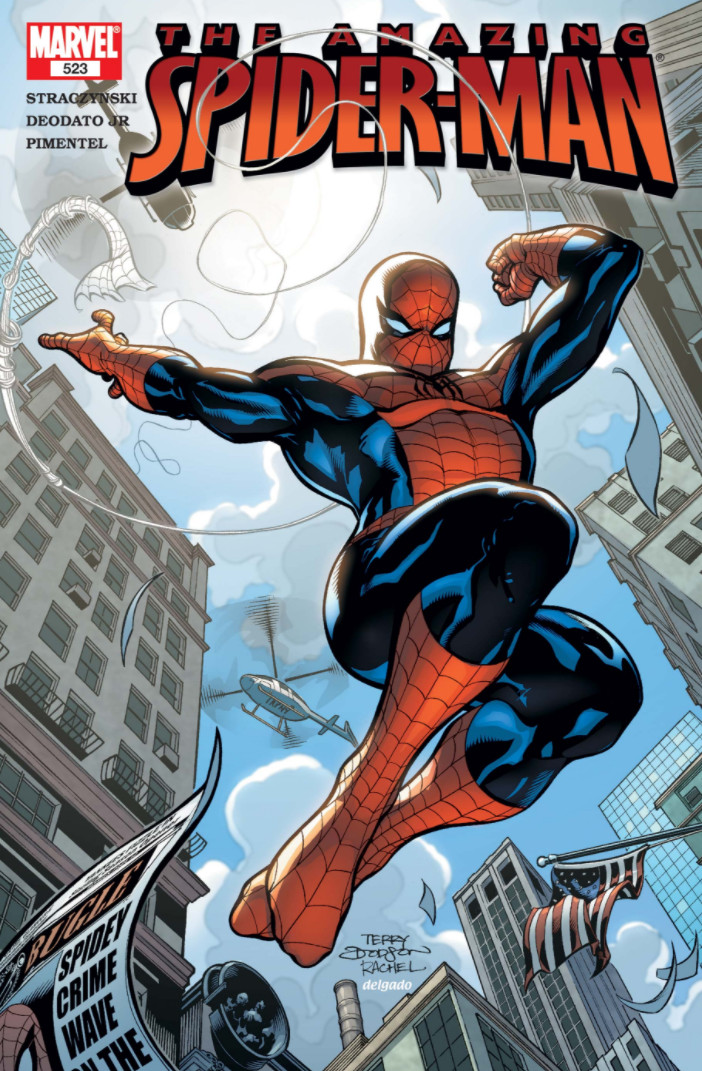 MARVEL®
523
THE AMAZING
SPIDER-MAN®
STRACZYNSKI
DEODATO JR
PIMENTEL
BUGLE
SPIDEY
CRIME
WAVE
THE
TERRY
DODSON
RACHEL
delgado